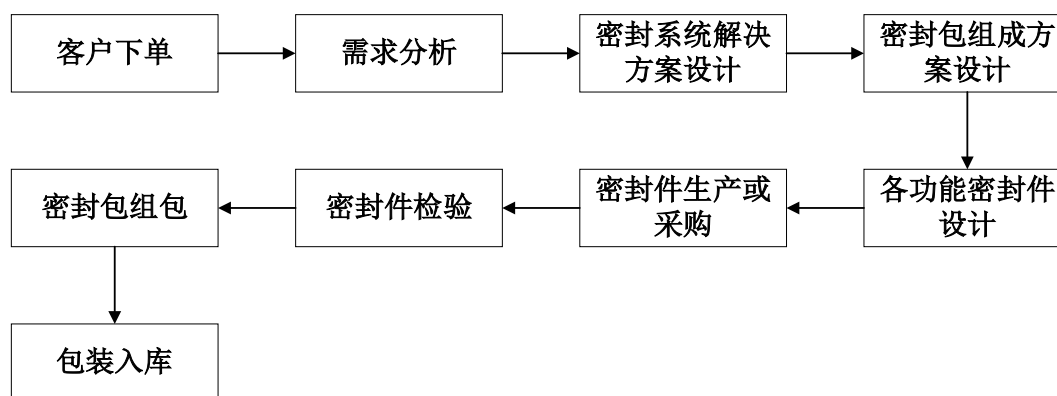 客户下单
需求分析
密封系统解决
方案设计
密封包组成方
案设计
各功能密封件
设计
密封件生产或
采购
密封件检验
密封包组包
包装入库